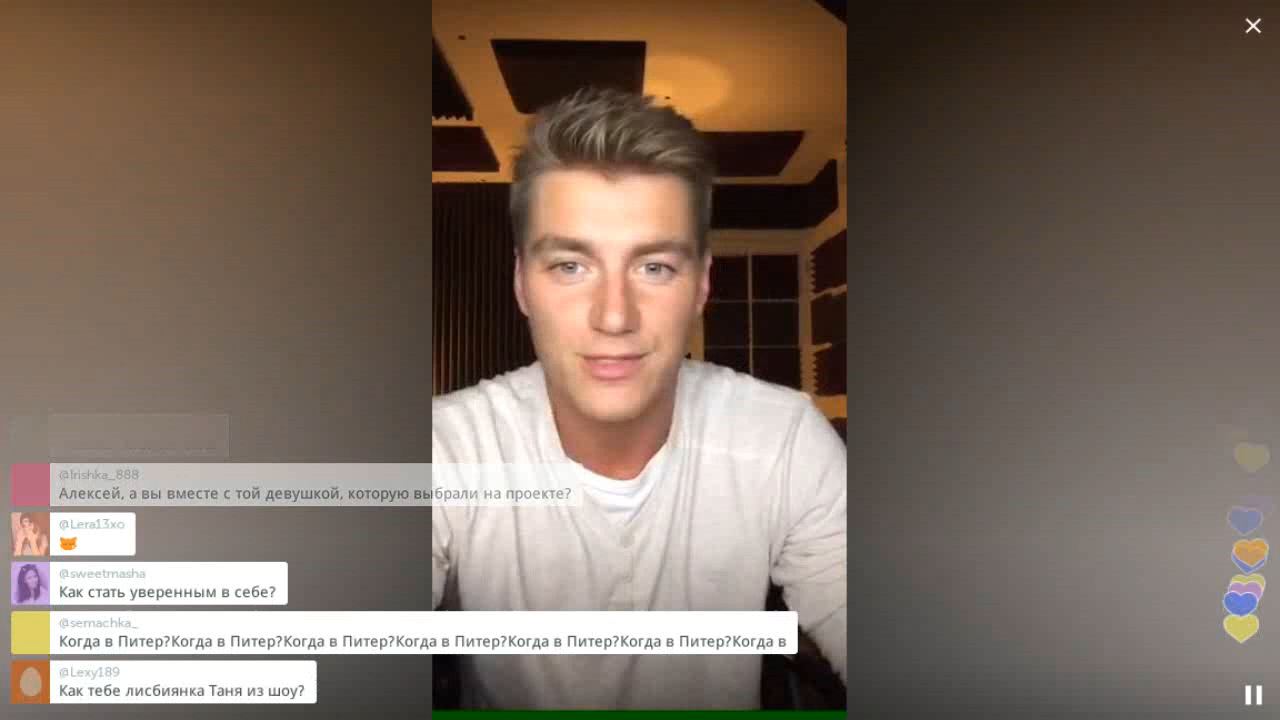 @Irishka_888
Алексей, а вы вместе с той девушкой, которую выбрали на проекте?
@Lera13xo
@sweetmasha
Как стать уверенным в себе?
@semachka_
Когда в Питер?Когда в Питер?Когда в Питер?Когда в Питер?Когда в Питер?Когда в Питер?Когда в
@Lexy189
Как тебе лисбиянка Таня из шоу?